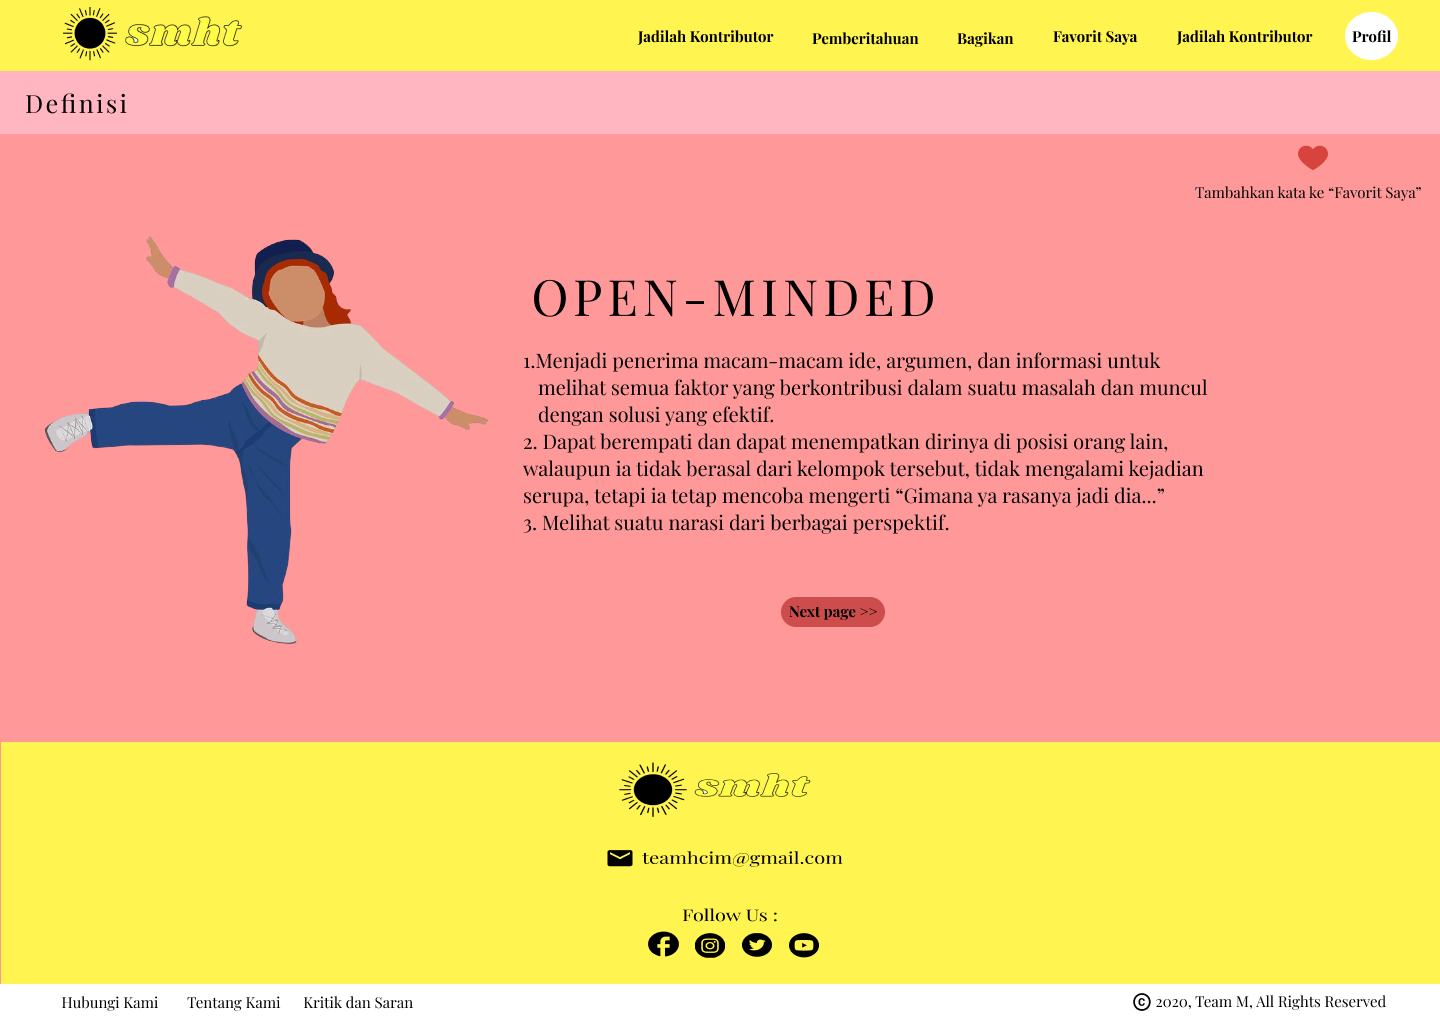 smht
Jadilah Kontributor Pemberitahuan Bagikan Favorit Saya Jadilah Kontributor Profil
Definisi
Tambahkan kata ke “Favorit Saya”
OPEN-MINDED
1.Menjadi penerima macam-macam ide, argumen, dan informasi untuk
melihat semua faktor yang berkontribusi dalam suatu masalah dan muncul
dengan solusi yang efektif.
2. Dapat berempati dan dapat menempatkan dirinya di posisi orang lain,
walaupun ia tidak berasal dari kelompok tersebut, tidak mengalami kejadian
serupa, tetapi ia tetap mencoba mengerti “Gimana ya rasanya jadi dia...”
3. Melihat suatu narasi dari berbagai perspektif.
Next page >>
smht
teamhcim@gmail.com
Follow Us :
Hubungi Kami Tentang Kami Kritik dan Saran © 2020, Team M, All Rights Reserved